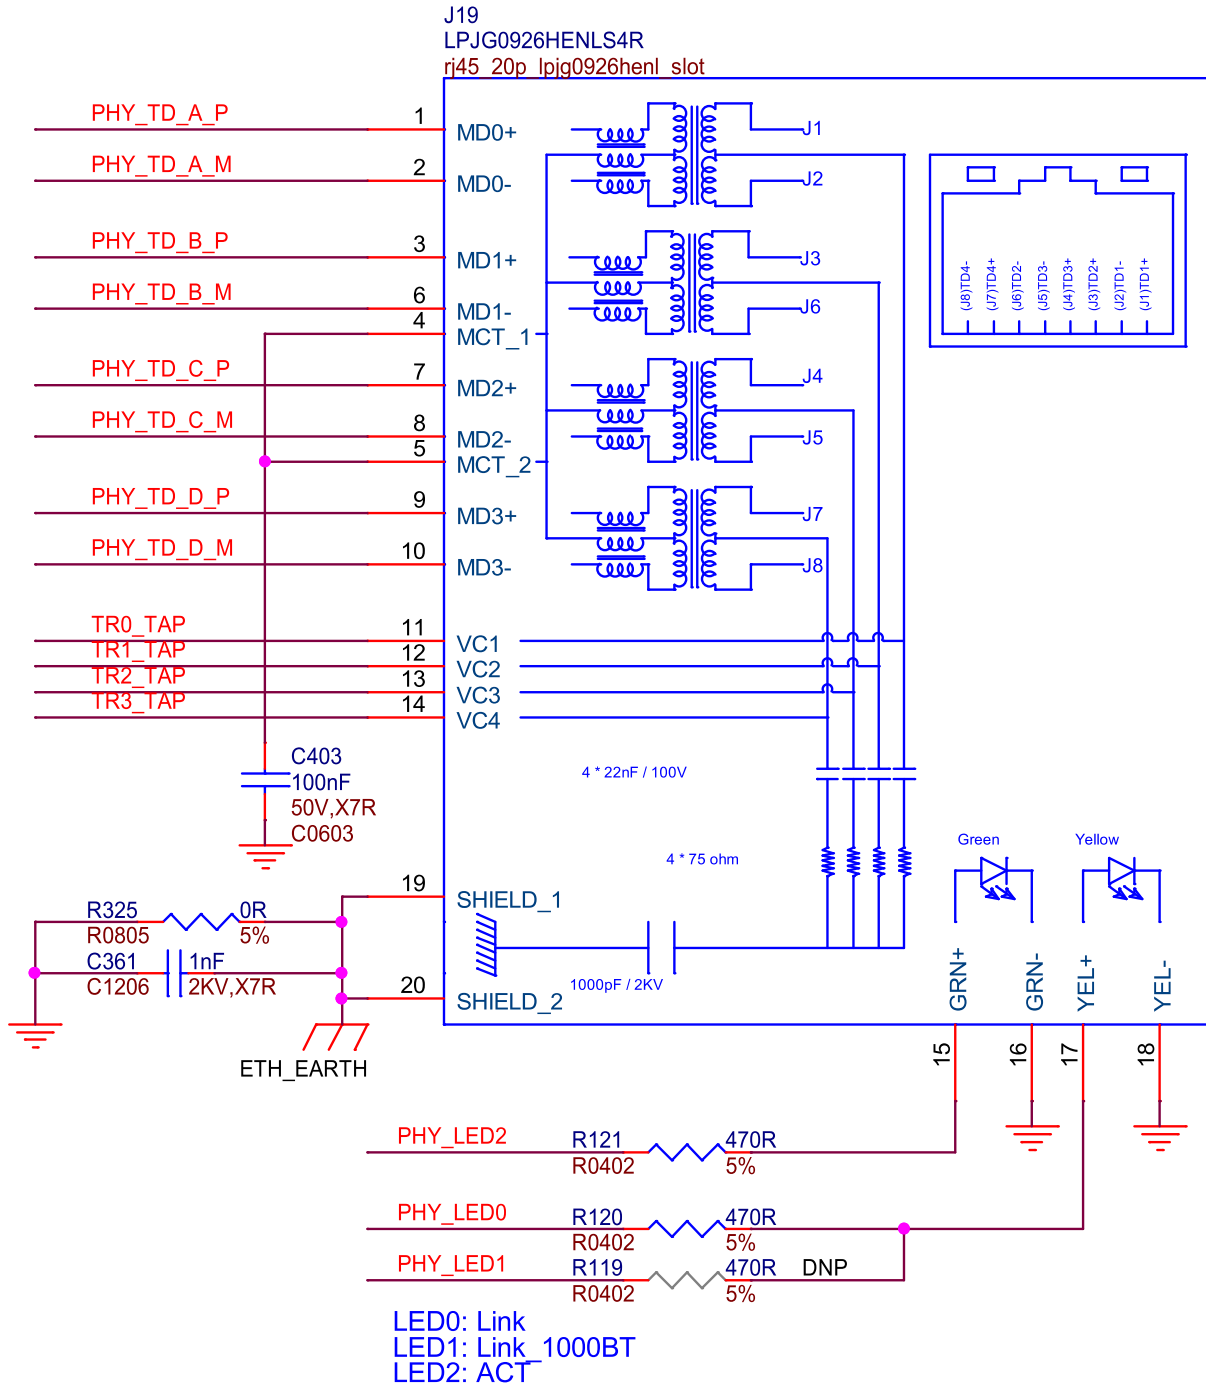 J19
LPJG0926HENLS4R
rj45_20p_lpjg0926henl_slot
PHY_TD_A_P 1 MD0+ J1
PHY_TD_A_M 2 MD0- J2
PHY_TD_B_P 3 MD1+ J3
PHY_TD_B_M 6 MD1- J6
4 MCT_1
PHY_TD_C_P 7 MD2+ J4
PHY_TD_C_M 8 MD2- J5
5 MCT_2
PHY_TD_D_P 9 MD3+ J7
PHY_TD_D_M 10 MD3- J8
(J8)TD4-
(J7)TD4+
(J6)TD2-
(J5)TD3-
(J4)TD3+
(J3)TD2+
(J2)TD1-
(J1)TD1+
TR0_TAP 11 VC1
TR1_TAP 12 VC2
TR2_TAP 13 VC3
TR3_TAP 14 VC4
C403
100nF
50V,X7R
C0603
4 * 22nF / 100V
4 * 75 ohm
Green Yellow
19 SHIELD_1
R325 0R
R0805 5%
C361 1nF
C1206 2KV,X7R
1000pF / 2KV
20 SHIELD_2
ETH_EARTH
GRN+ GRN- YEL+ YEL-
15 16 17 18
PHY_LED2 R121 470R
R0402 5%
PHY_LED0 R120 470R
R0402 5%
PHY_LED1 R119 470R DNP
R0402 5%
LED0: Link
LED1: Link_1000BT
LED2: ACT